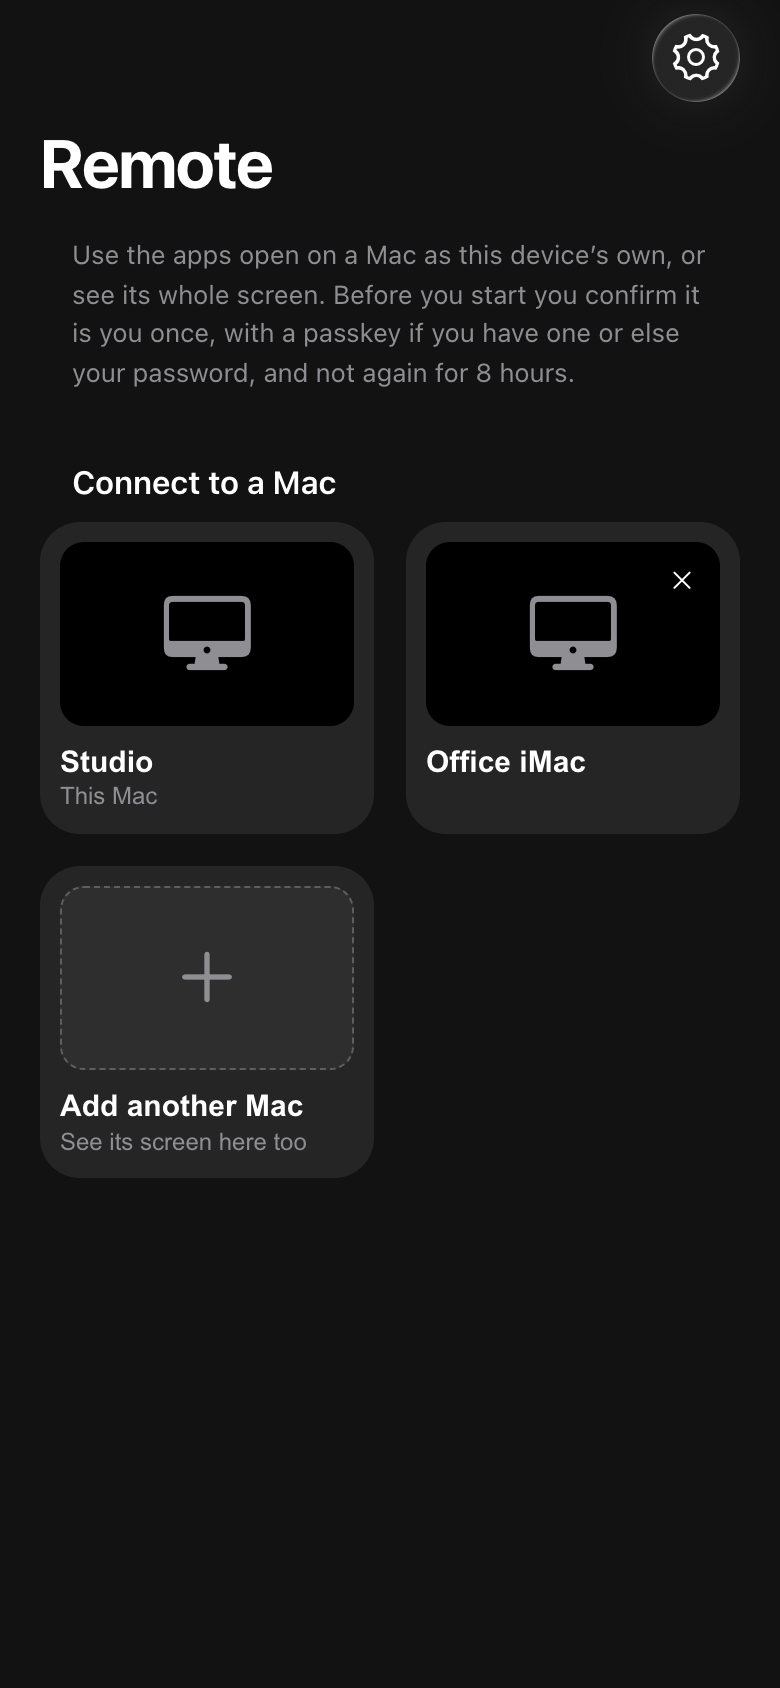 Remote
Use the apps open on a Mac as this device’s own, or
see its whole screen. Before you start you confirm it
is you once, with a passkey if you have one or else
your password, and not again for 8 hours.
Connect to a Mac
Studio
This Mac
Office iMac
Add another Mac
See its screen here too